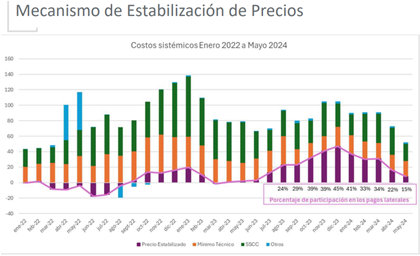 Mecanismo de Estabilización de Precios
Costos sistémicos Enero 2022 a Mayo 2024
160
140
120
100
80
60
40
20
0
-20
-40
24% 29% 39% 39% 45% 41% 33% 34% 22% 15%
Porcentaje de participación en los pagos laterales
ene-22 feb-22 mar-22 abr-22 may-22 jun-22 jul-22 ago-22 sep-22 oct-22 nov-22 dic-22 ene-23 feb-23 mar-23 abr-23 may-23 jun-23 jul-23 ago-23 sep-23 oct-23 nov-23 dic-23 ene-24 feb-24 mar-24 abr-24 may-24
Precio Estabilizado Mínimo Técnico SSCC Otros